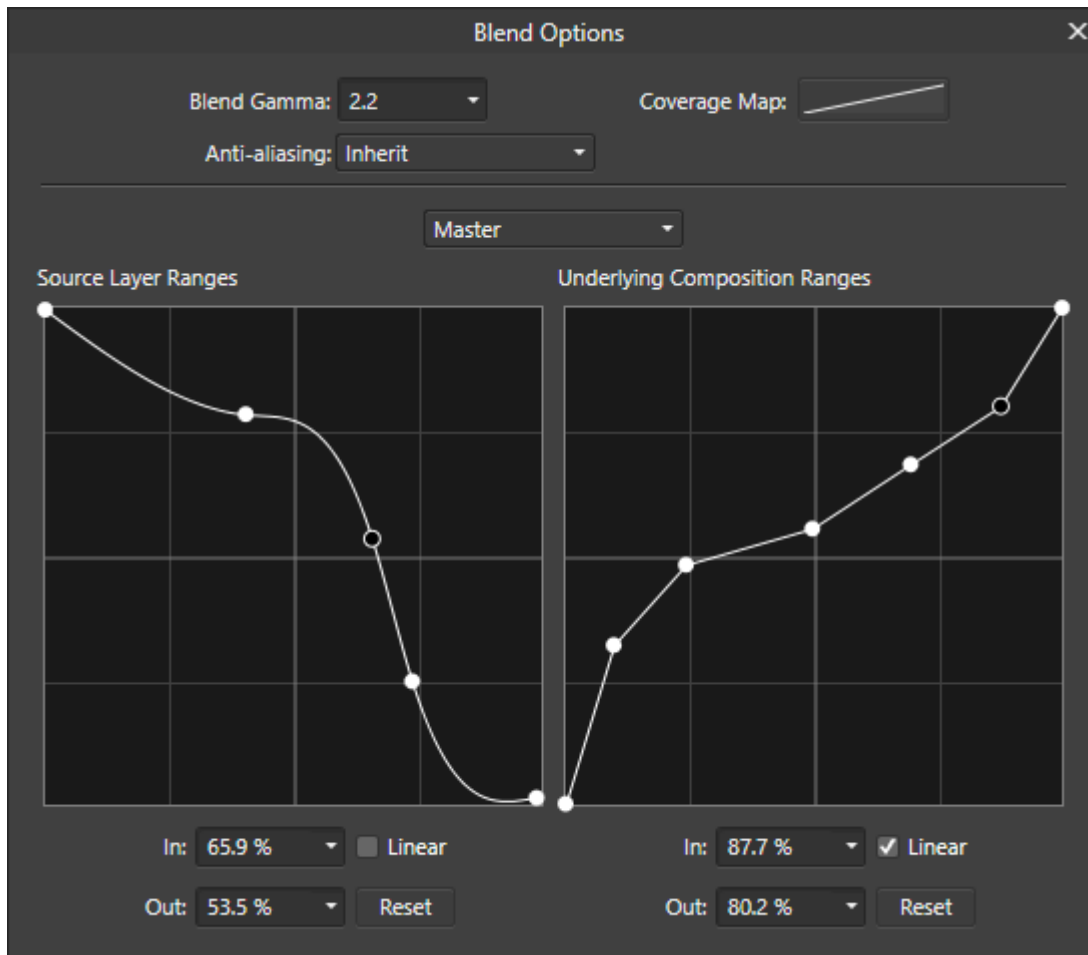 Blend Options
Blend Gamma: 2.2 Coverage Map:
Anti-aliasing: Inherit
Master
Source Layer Ranges Underlying Composition Ranges
In: 65.9 % Linear In: 87.7 % Linear
Out: 53.5 % Reset Out: 80.2 % Reset